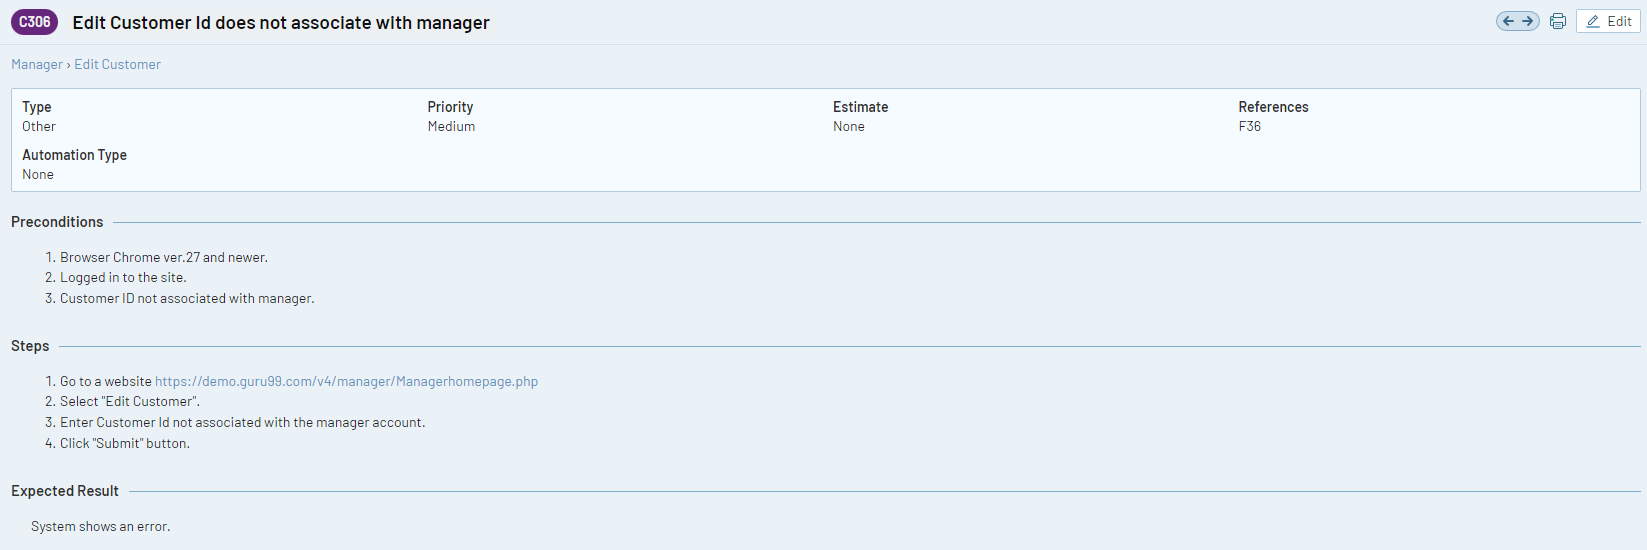 C306 Edit Customer Id does not associate with manager Edit
Manager › Edit Customer
Type Priority Estimate References
Other Medium None F36
Automation Type
None
Preconditions
1. Browser Chrome ver.27 and newer.
2. Logged in to the site.
3. Customer ID not associated with manager.
Steps
1. Go to a website https://demo.guru99.com/v4/manager/Managerhomepage.php
2. Select "Edit Customer".
3. Enter Customer Id not associated with the manager account.
4. Click "Submit" button.
Expected Result
System shows an error.